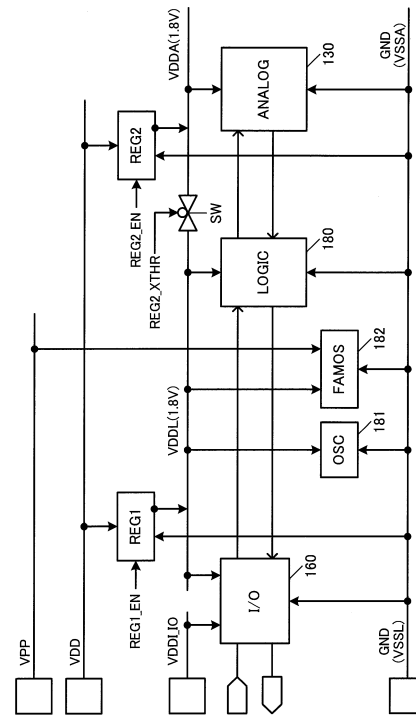 VPP
VDD
REG1_EN
REG1
REG2_EN
REG2
REG2_XTHR
SW
VDDI_IO
VDDL(1.8V)
VDDA(1.8V)
I/O
160
OSC
181
FAMOS
182
LOGIC
180
ANALOG
130
GND
(VSSL)
GND
(VSSA)